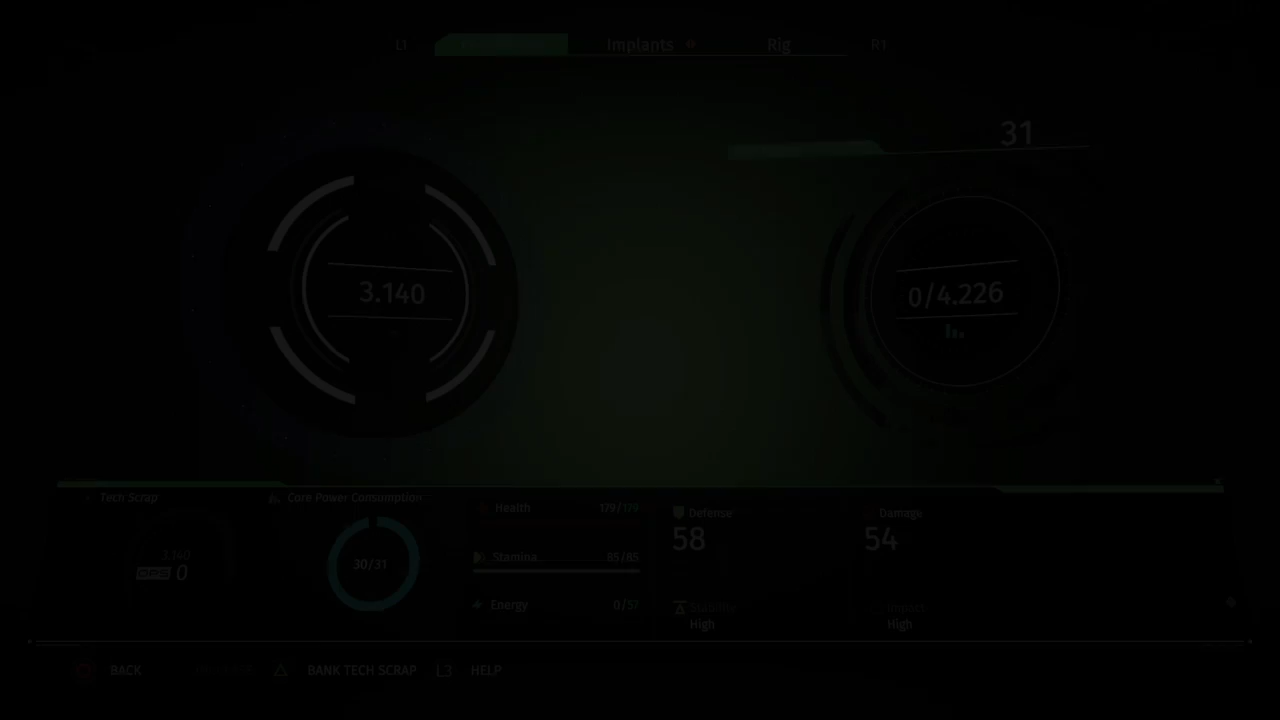 L1 Implants Rig R1
31
3.140
0/4.226
Tech Scrap
Core Power Consumption
3.140
0
30/31
Health 179/179
Stamina 85/85
Energy 0/57
Defense
58
Stability
High
Damage
54
Impact
High
BACK BANK TECH SCRAP L3 HELP